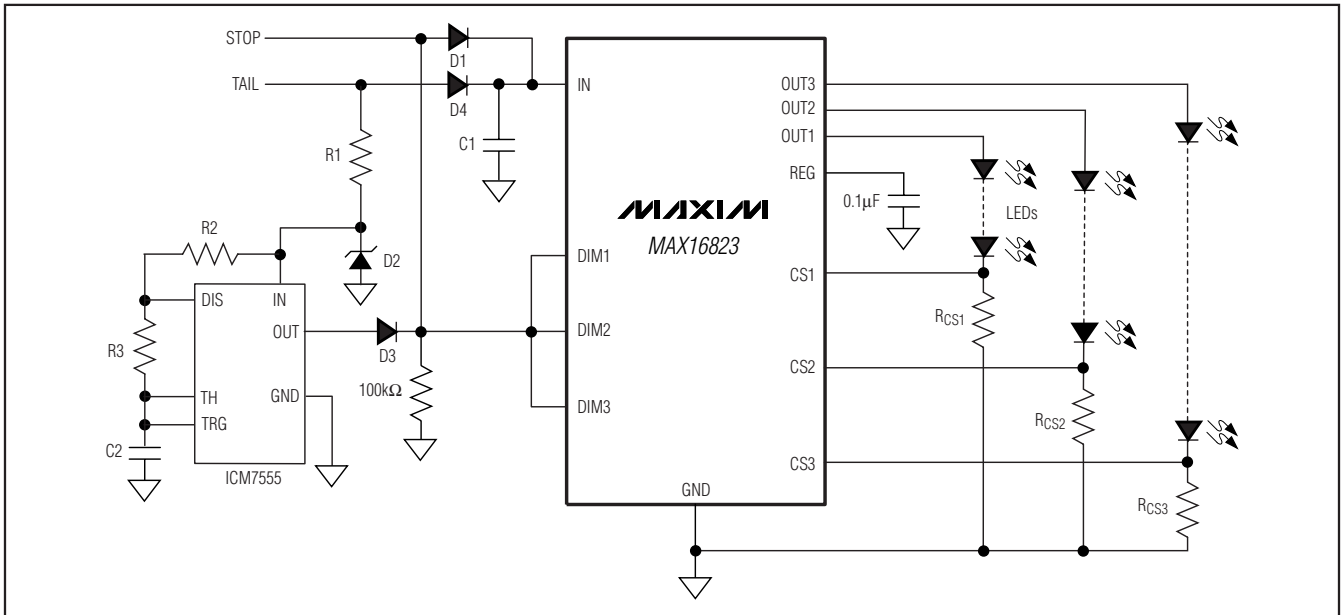 STOP
D1
TAIL
D4
IN
OUT3
OUT2
OUT1
R1
C1
REG
0.1μF
LEDs
MAXIM
MAX16823
R2
D2
DIM1
CS1
DIS
IN
OUT
R3
D3
DIM2
RCS1
100kΩ
CS2
TH
GND
DIM3
TRG
RCS2
C2
ICM7555
CS3
GND
RCS3